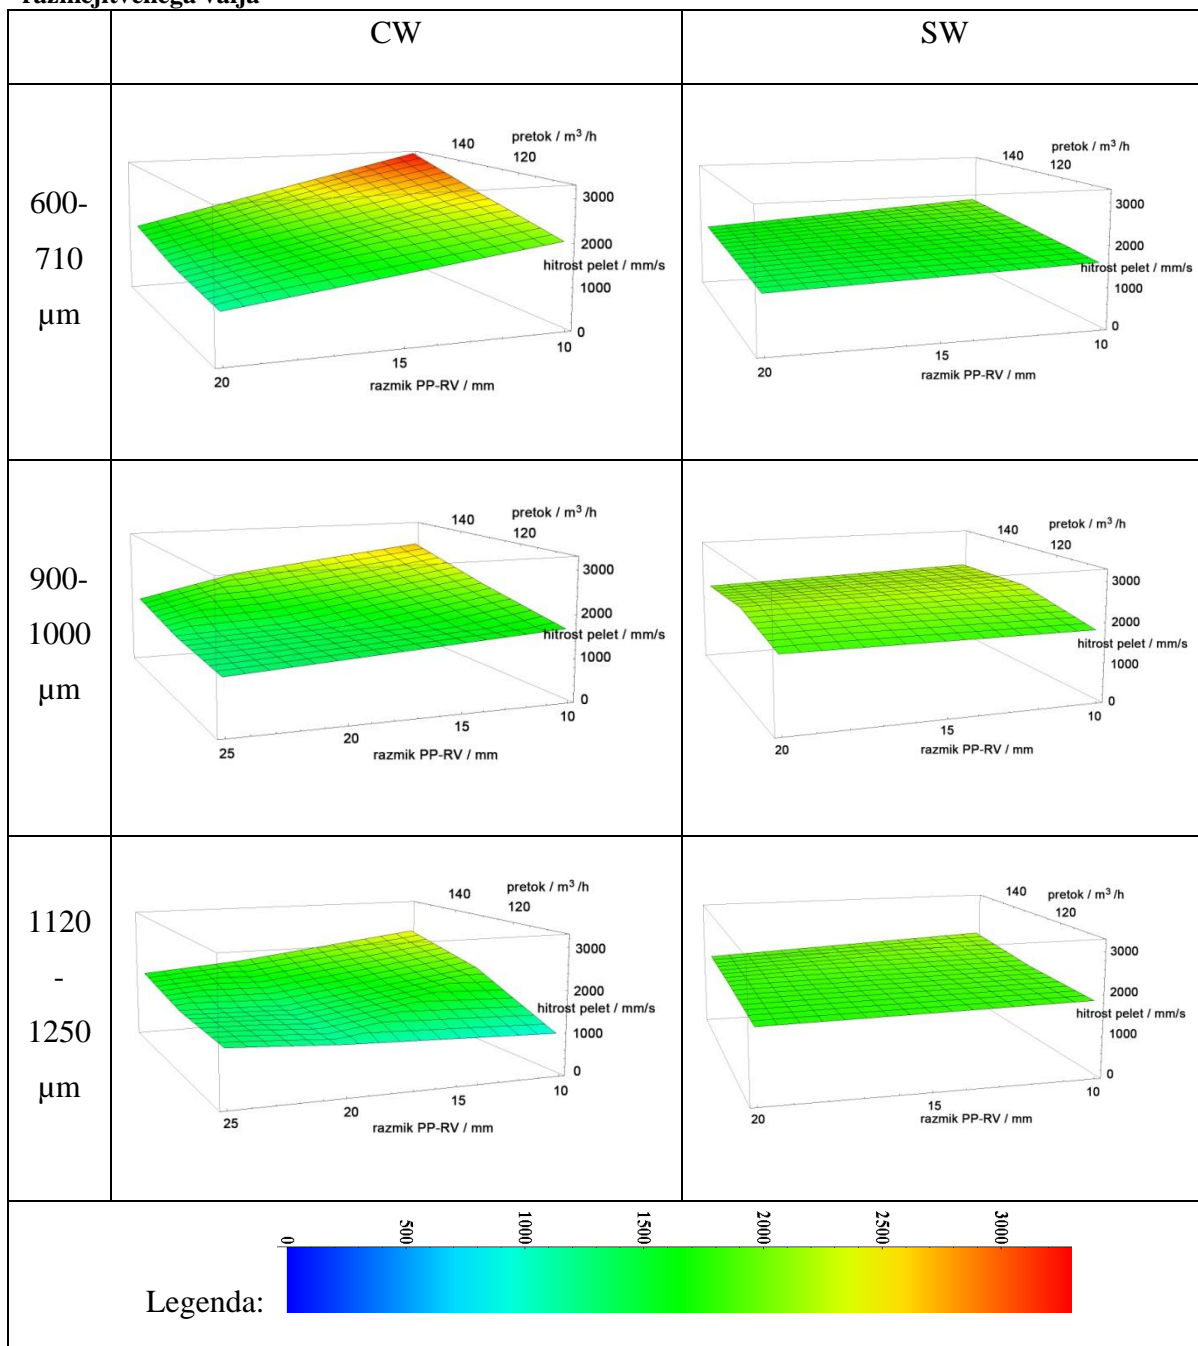 razmejitvenega valja
CW
SW
600-
710
µm
pretok / m³ /h
140
120
3000
2000
hitrost pelet / mm/s
1000
0
10
15
20
razmik PP-RV / mm
pretok / m³ /h
140
120
3000
2000
hitrost pelet / mm/s
1000
0
10
15
20
razmik PP-RV / mm
900-
1000
µm
pretok / m³ /h
140
120
3000
2000
hitrost pelet / mm/s
1000
0
10
15
20
25
razmik PP-RV / mm
pretok / m³ /h
140
120
3000
2000
hitrost pelet / mm/s
1000
0
10
15
20
razmik PP-RV / mm
1120
-
1250
µm
pretok / m³ /h
140
120
3000
2000
hitrost pelet / mm/s
1000
0
10
15
20
25
razmik PP-RV / mm
pretok / m³ /h
140
120
3000
2000
hitrost pelet / mm/s
1000
0
10
15
20
razmik PP-RV / mm
0 500 1000 1500 2000 2500 3000
Legenda: